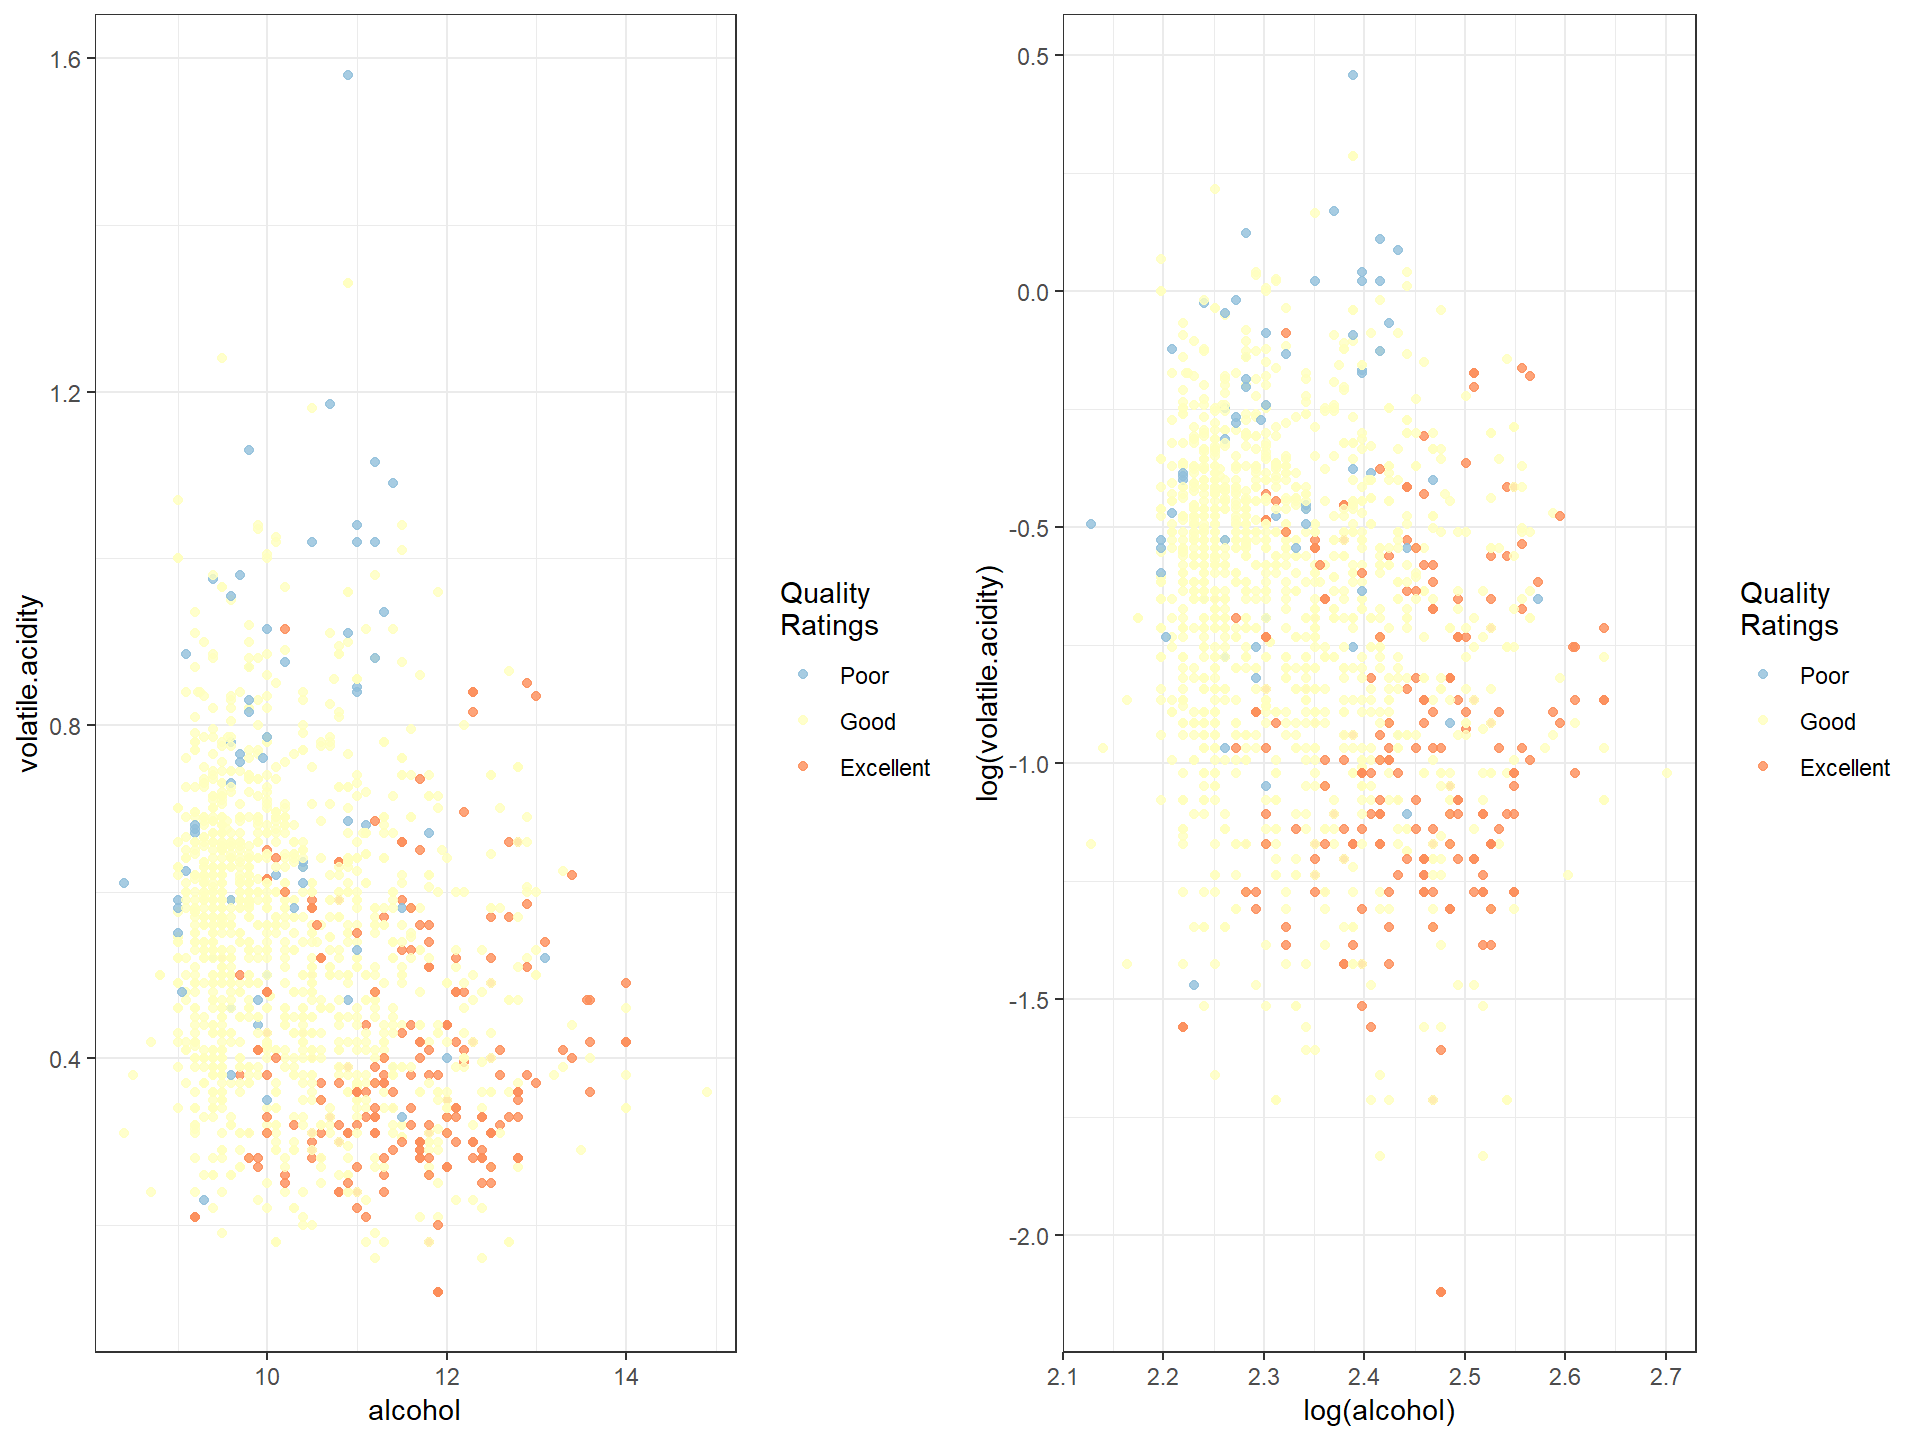 1.6
1.2
0.8
0.4
volatile.acidity
10
12
14
alcohol
Quality
Ratings
Poor
Good
Excellent
0.5
0.0
-0.5
-1.0
-1.5
-2.0
log(volatile.acidity)
2.1
2.2
2.3
2.4
2.5
2.6
2.7
log(alcohol)
Quality
Ratings
Poor
Good
Excellent